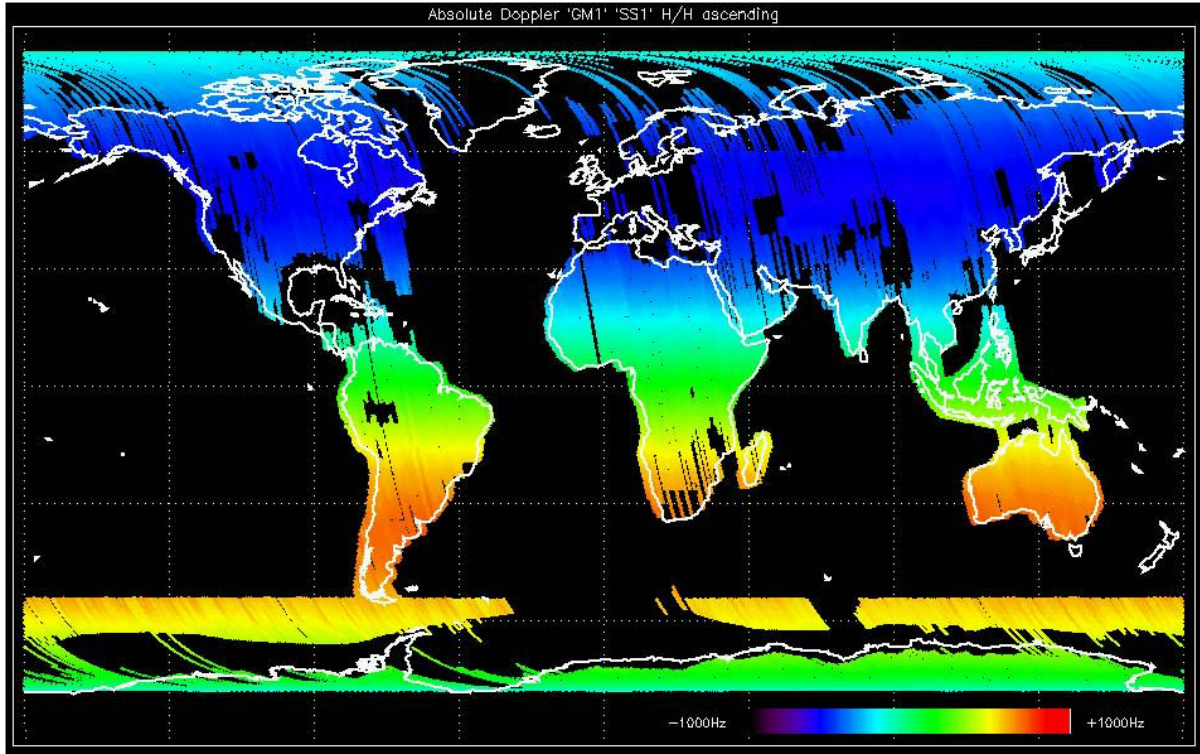 Absolute Doppler 'GM1' 'SS1' H/H ascending
-1000Hz +1000Hz